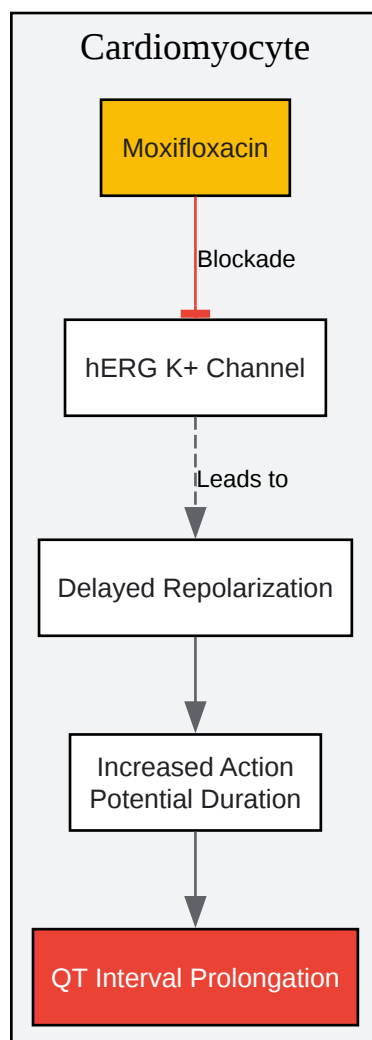 Cardiomyocyte
Moxifloxacin
Blockade
hERG K+ Channel
Leads to
Delayed Repolarization
Increased Action
Potential Duration
QT Interval Prolongation